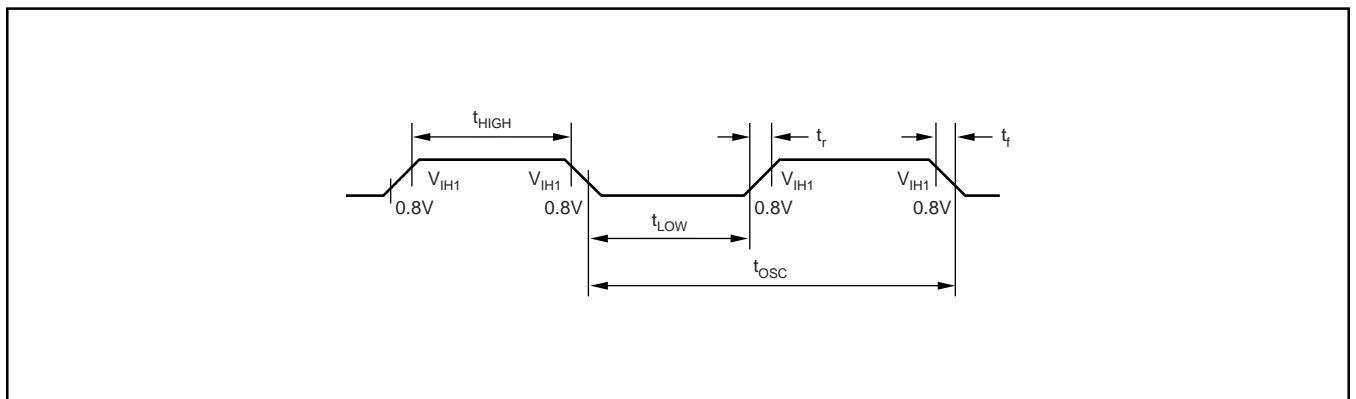 tHIGH
tr
tf
VIH1 VIH1 VIH1 VIH1
0.8V 0.8V 0.8V 0.8V
tLOW
tOSC